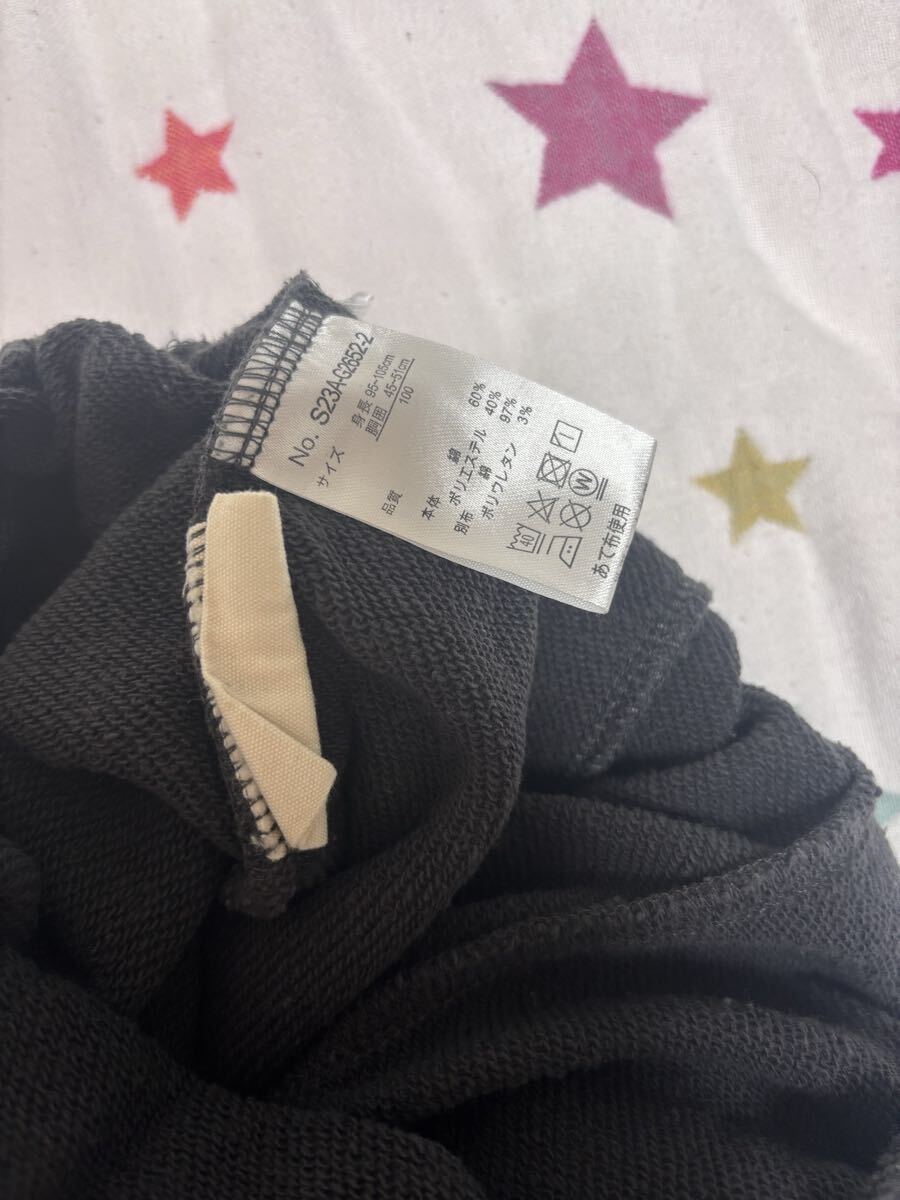 No. S23A-G2652-2
サイズ 身長 95~105cm
胴囲 45~51cm
100
品質
本体 綿 60%
ポリエステル 40%
別布 綿 97%
ポリウレタン 3%
1
W
40
あて布使用